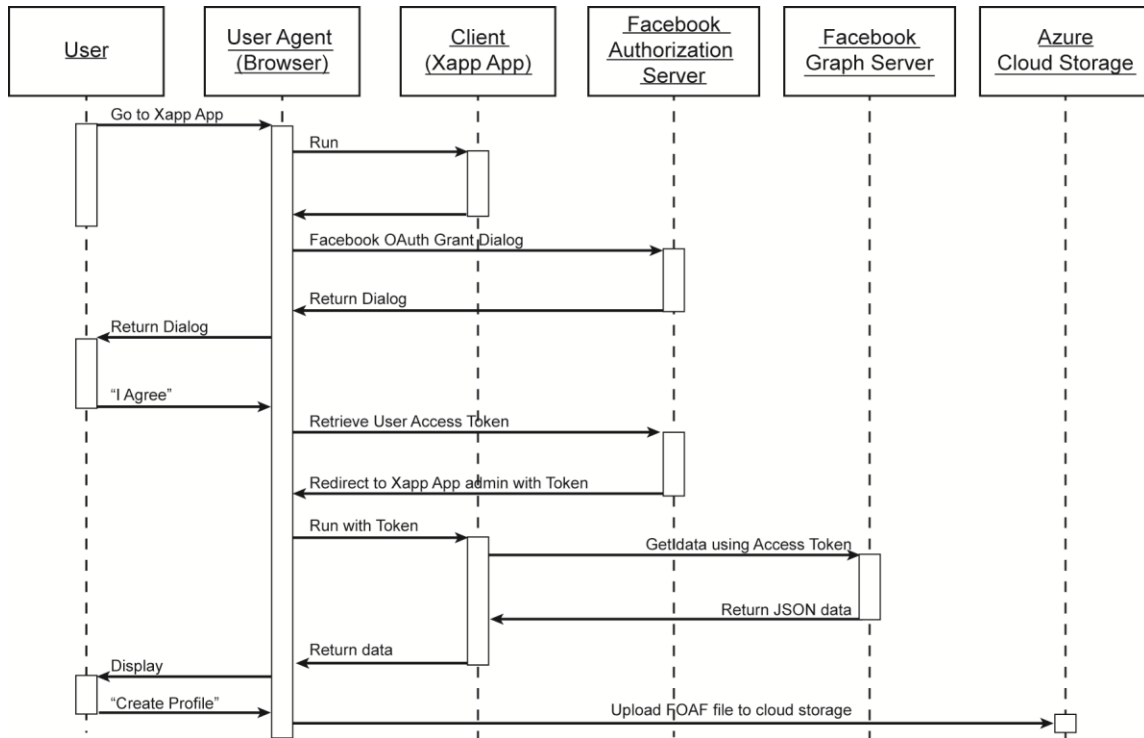 User
User Agent
(Browser)
Client
(Xapp App)
Facebook
Authorization
Server
Facebook
Graph Server
Azure
Cloud Storage
Go to Xapp App
Run
Facebook OAuth Grant Dialog
Return Dialog
Return Dialog
“I Agree”
Retrieve User Access Token
Redirect to Xapp App admin with Token
Run with Token
Get data using Access Token
Return JSON data
Return data
Display
“Create Profile”
Upload FOAF file to cloud storage